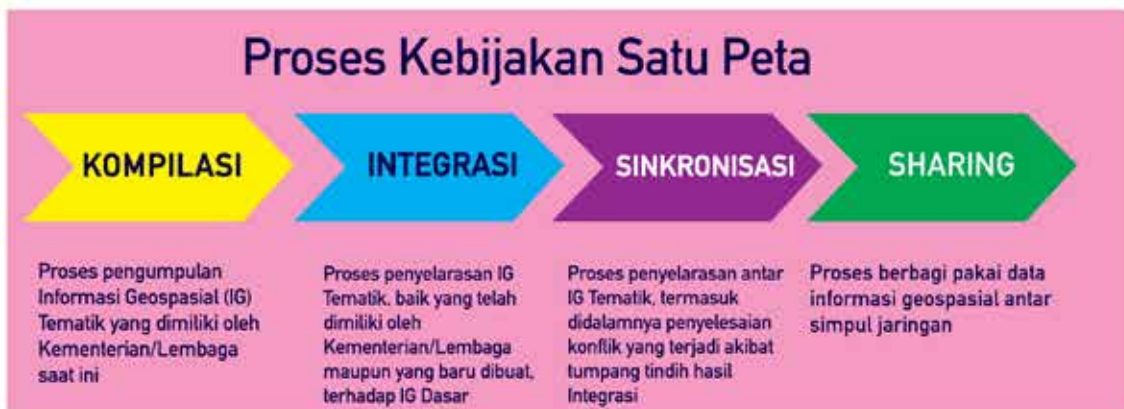 Proses Kebijakan Satu Peta
KOMPILASI
INTEGRASI
SINKRONISASI
SHARING
Proses pengumpulan
Informasi Geospasial (IG)
Tematik yang dimiliki oleh
Kementerian/Lembaga
saat ini
Proses penyelarasan IG
Tematik, baik yang telah
dimiliki oleh
Kementerian/Lembaga
maupun yang baru dibuat,
terhadap IG Dasar
Proses penyelarasan antar
IG Tematik, termasuk
didalamnya penyelesaian
konflik yang terjadi akibat
tumpang tindih hasil
Integrasi
Proses berbagi pakai data
informasi geospasial antar
simpul jaringan